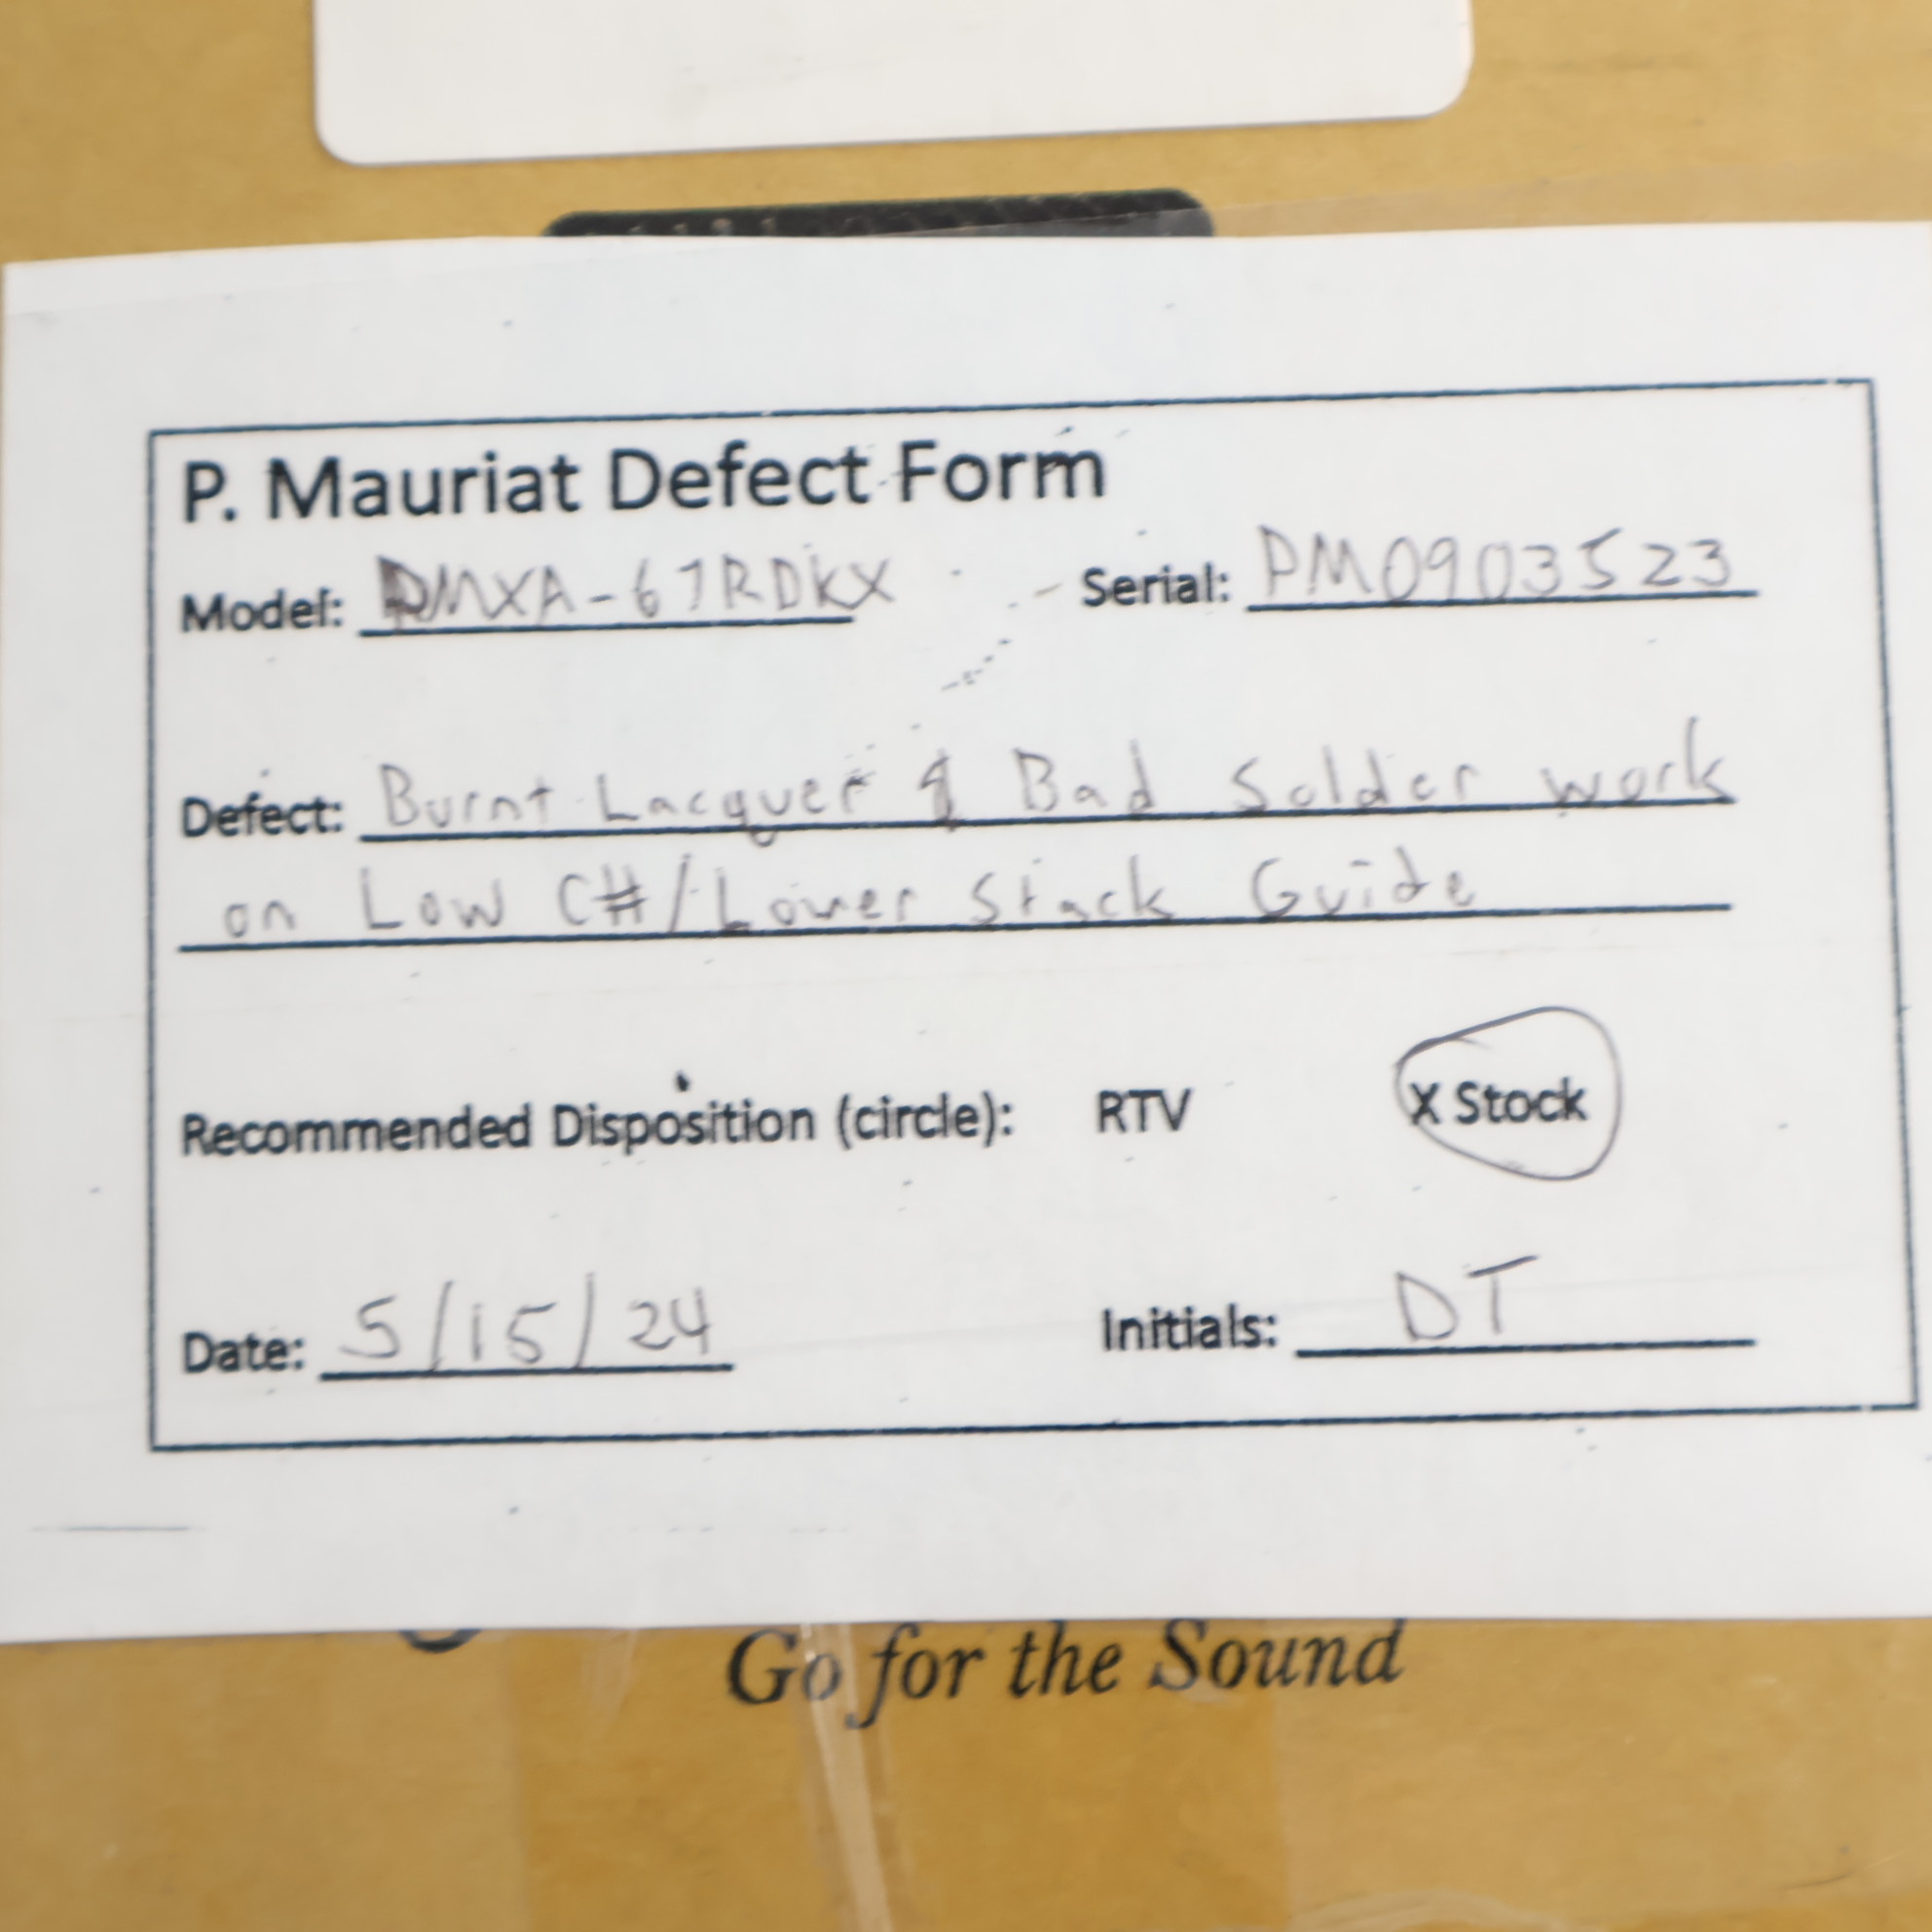 P. Mauriat Defect Form
Model: PMXA-67RDKX Serial: PM0903523
Defect: Burnt Lacquer & Bad Solder work
on Low C#/Lower Stack Guide
Recommended Disposition (circle): RTV X Stock
Date: 5/15/24 Initials: DT
Go for the Sound